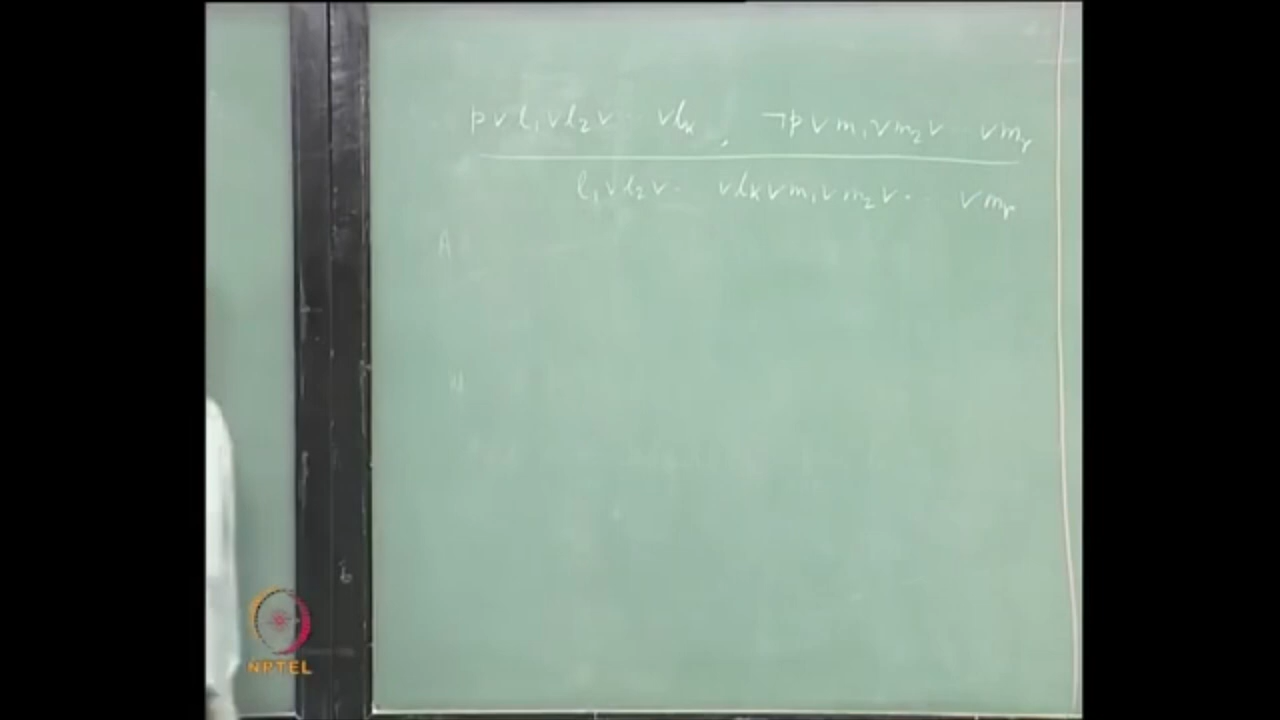 p ∨ l₁ ∨ l₂ ∨ ·· ∨ lₖ , ¬p ∨ m₁ ∨ m₂ ∨ ·· ∨ mᵣ
l₁ ∨ l₂ ∨ ·· ∨ lₖ ∨ m₁ ∨ m₂ ∨ ·· ∨ mᵣ
A
NPTEL